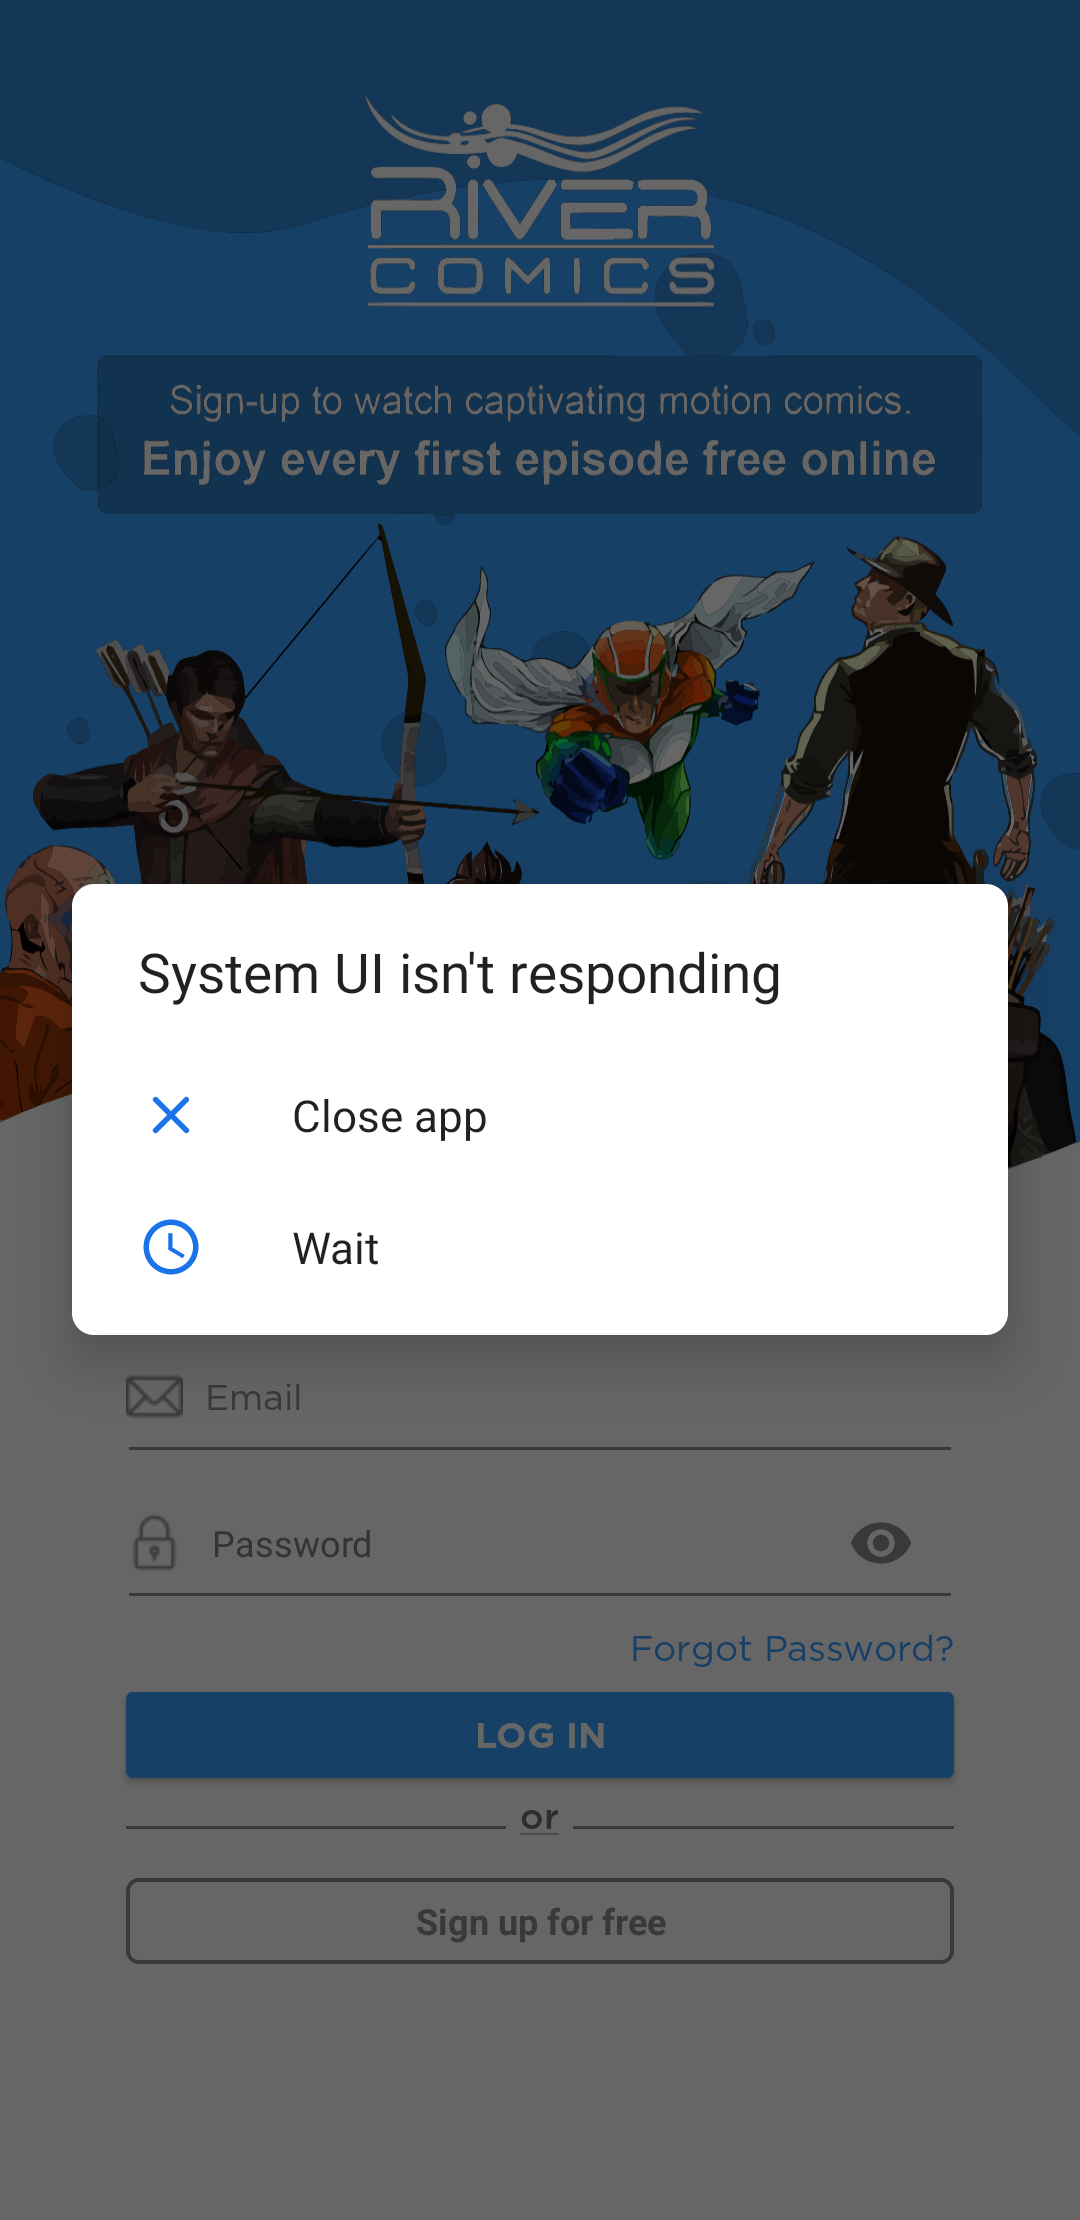 RiVER
COMICS
Sign-up to watch captivating motion comics.
Enjoy every first episode free online
System UI isn't responding
Close app
Wait
Email
Password
Forgot Password?
LOG IN
or
Sign up for free